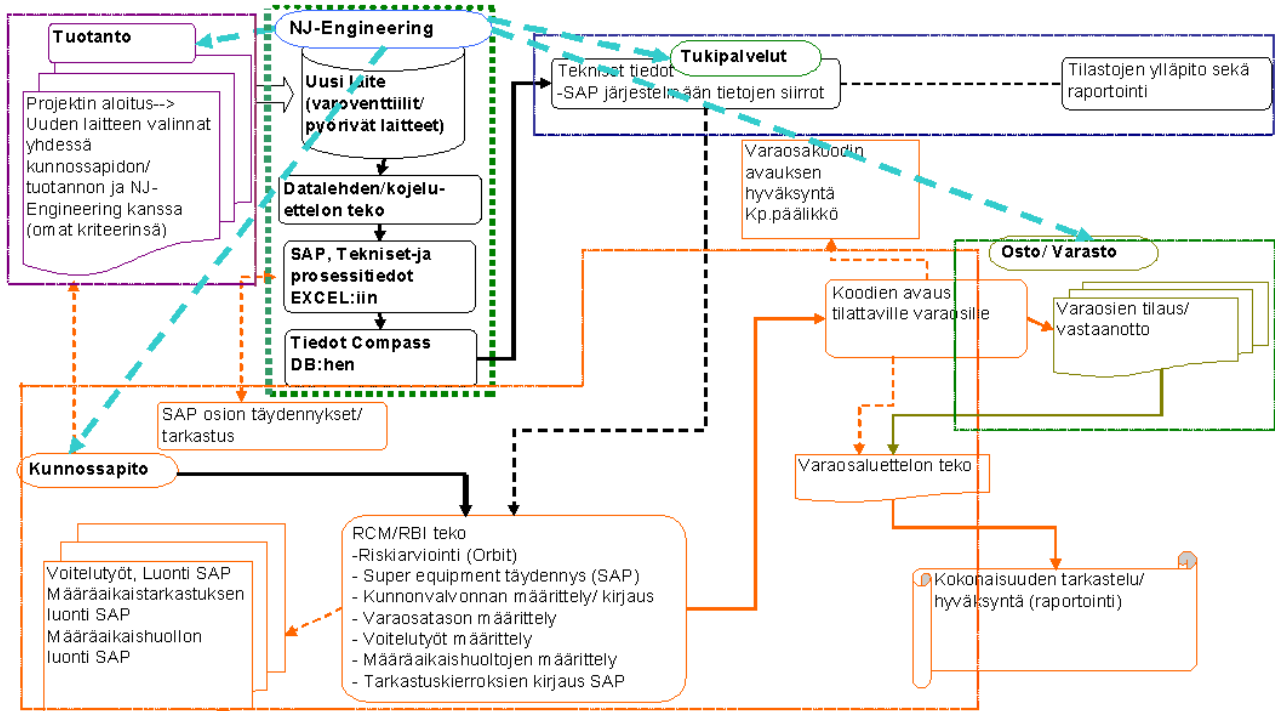 Tuotanto
Projektin aloitus-->
Uuden laitteen valinnat
yhdessä
kunnossapidon/
tuotannon ja NJ-
Engineering kanssa
(omat kriteerinsä)
NJ-Engineering
Uusi laite
(varoventtiilit/
pyörivät laitteet)
Datalehden/kojelu-
ettelon teko
SAP, Tekniset-ja
prosessitiedot
EXCEL:iin
Tiedot Compass
DB:hen
Tukipalvelut
Tekniset tiedot
-SAP järjestelmään tietojen siirrot
Tilastojen ylläpito sekä
raportointi
Varaosakoodin
avauksen
hyväksyntä
Kp.päälikkö
Osto/ Varasto
Koodien avaus
tilattaville varaosille
Varaosien tilaus/
vastaanotto
SAP osion täydennykset/
tarkastus
Kunnossapito
Varaosaluettelon teko
RCM/RBI teko
-Riskiarviointi (Orbit)
- Super equipment täydennys (SAP)
- Kunnonvalvonnan määrittely/ kirjaus
- Varaosatason määrittely
- Voitelutyöt määrittely
- Määräaikaishuoltojen määrittely
- Tarkastuskierroksien kirjaus SAP
Voitelutyöt, Luonti SAP
Määräaikaistarkastuksen
luonti SAP
Määräaikaishuollon
luonti SAP
Kokonaisuuden tarkastelu/
hyväksyntä (raportointi)